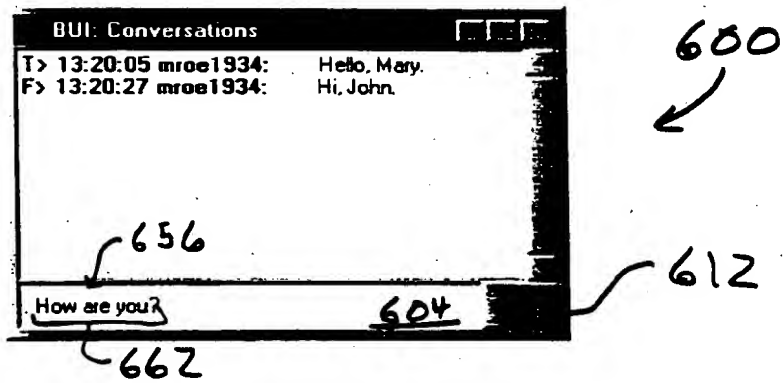 BUI: Conversations
600
T> 13:20:05 mroe1934: Hello, Mary.
F> 13:20:27 mroe1934: Hi, John.
656
612
How are you?
604
662